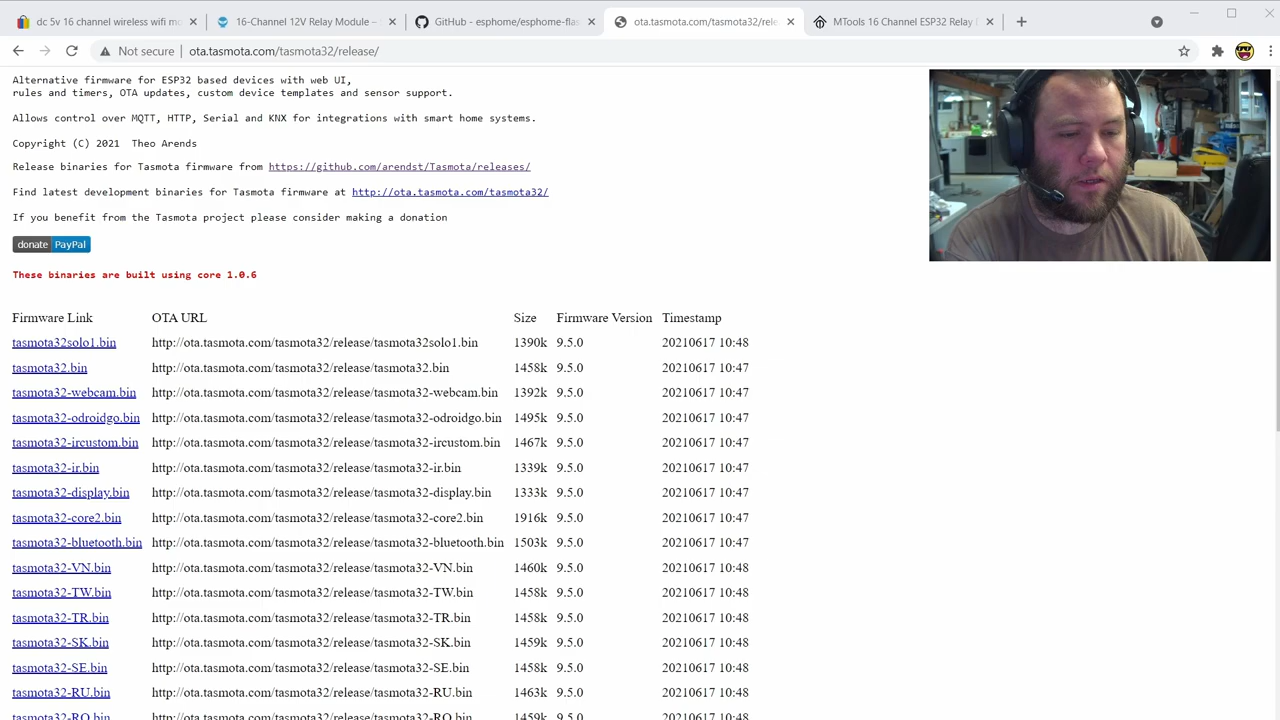 dc 5v 16 channel wireless wifi mo
16-Channel 12V Relay Module –
GitHub - esphome/esphome-flas
ota.tasmota.com/tasmota32/rele
MTools 16 Channel ESP32 Relay D
Not secure | ota.tasmota.com/tasmota32/release/
Alternative firmware for ESP32 based devices with web UI,
rules and timers, OTA updates, custom device templates and sensor support.
Allows control over MQTT, HTTP, Serial and KNX for integrations with smart home systems.
Copyright (C) 2021 Theo Arends
Release binaries for Tasmota firmware from https://github.com/arendst/Tasmota/releases/
Find latest development binaries for Tasmota firmware at http://ota.tasmota.com/tasmota32/
If you benefit from the Tasmota project please consider making a donation
donate PayPal
These binaries are built using core 1.0.6
Firmware Link OTA URL Size Firmware Version Timestamp
tasmota32solo1.bin http://ota.tasmota.com/tasmota32/release/tasmota32solo1.bin 1390k 9.5.0 20210617 10:48
tasmota32.bin http://ota.tasmota.com/tasmota32/release/tasmota32.bin 1458k 9.5.0 20210617 10:47
tasmota32-webcam.bin http://ota.tasmota.com/tasmota32/release/tasmota32-webcam.bin 1392k 9.5.0 20210617 10:47
tasmota32-odroidgo.bin http://ota.tasmota.com/tasmota32/release/tasmota32-odroidgo.bin 1495k 9.5.0 20210617 10:47
tasmota32-ircustom.bin http://ota.tasmota.com/tasmota32/release/tasmota32-ircustom.bin 1467k 9.5.0 20210617 10:47
tasmota32-ir.bin http://ota.tasmota.com/tasmota32/release/tasmota32-ir.bin 1339k 9.5.0 20210617 10:47
tasmota32-display.bin http://ota.tasmota.com/tasmota32/release/tasmota32-display.bin 1333k 9.5.0 20210617 10:47
tasmota32-core2.bin http://ota.tasmota.com/tasmota32/release/tasmota32-core2.bin 1916k 9.5.0 20210617 10:47
tasmota32-bluetooth.bin http://ota.tasmota.com/tasmota32/release/tasmota32-bluetooth.bin 1503k 9.5.0 20210617 10:47
tasmota32-VN.bin http://ota.tasmota.com/tasmota32/release/tasmota32-VN.bin 1460k 9.5.0 20210617 10:48
tasmota32-TW.bin http://ota.tasmota.com/tasmota32/release/tasmota32-TW.bin 1458k 9.5.0 20210617 10:48
tasmota32-TR.bin http://ota.tasmota.com/tasmota32/release/tasmota32-TR.bin 1458k 9.5.0 20210617 10:48
tasmota32-SK.bin http://ota.tasmota.com/tasmota32/release/tasmota32-SK.bin 1459k 9.5.0 20210617 10:48
tasmota32-SE.bin http://ota.tasmota.com/tasmota32/release/tasmota32-SE.bin 1458k 9.5.0 20210617 10:48
tasmota32-RU.bin http://ota.tasmota.com/tasmota32/release/tasmota32-RU.bin 1463k 9.5.0 20210617 10:48
tasmota32-RO.bin http://ota.tasmota.com/tasmota32/release/tasmota32-RO.bin 1459k 9.5.0 20210617 10:48